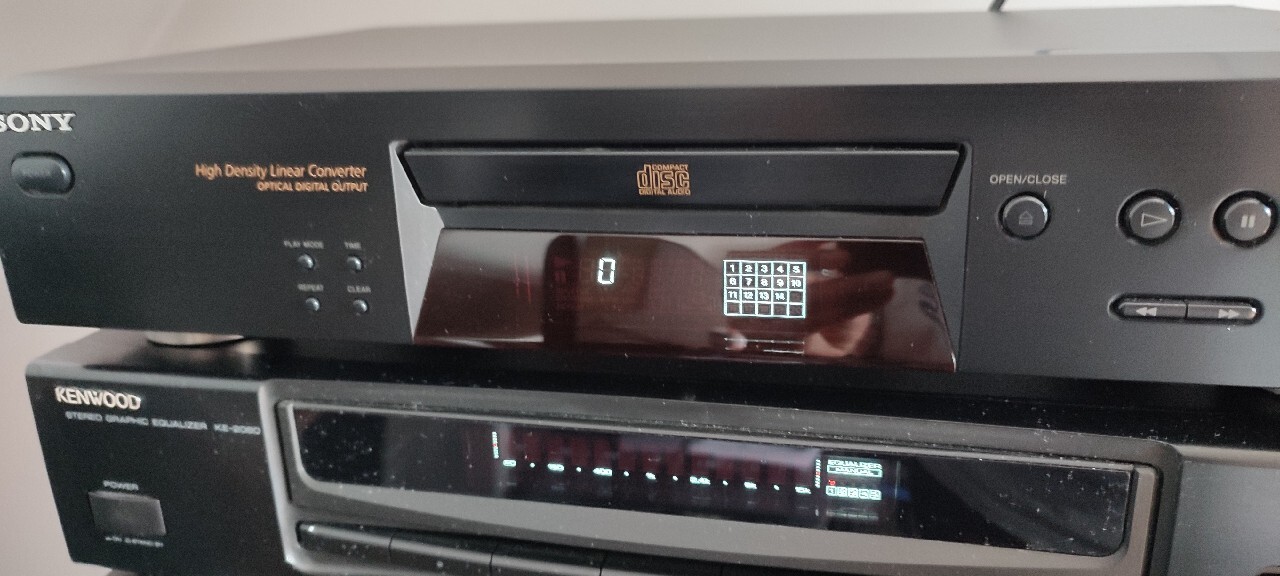 SONY
High Density Linear Converter
OPTICAL DIGITAL OUTPUT
COMPACT
disc
DIGITAL AUDIO
OPEN/CLOSE
PLAY MODE TIME
REPEAT CLEAR
0
1 2 3 4 5
6 7 8 9 10
11 12 13 14
KENWOOD
STEREO GRAPHIC EQUALIZER
POWER
EQUALIZER
MANUAL